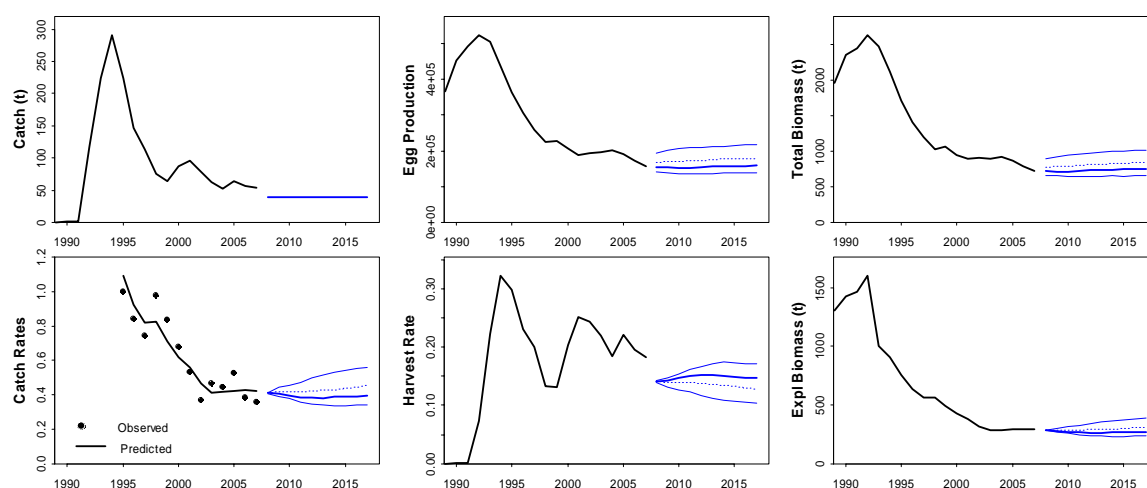 Catch (t)
0 50 100 150 200 250 300
1990 1995 2000 2005 2010 2015
Egg Production
0e+00 2e+05 4e+05
1990 1995 2000 2005 2010 2015
Total Biomass (t)
0 500 1000 2000
1990 1995 2000 2005 2010 2015
Catch Rates
0.0 0.2 0.4 0.6 0.8 1.0 1.2
Observed
Predicted
1990 1995 2000 2005 2010 2015
Harvest Rate
0.00 0.10 0.20 0.30
1990 1995 2000 2005 2010 2015
Expl Biomass (t)
0 500 1000 1500
1990 1995 2000 2005 2010 2015